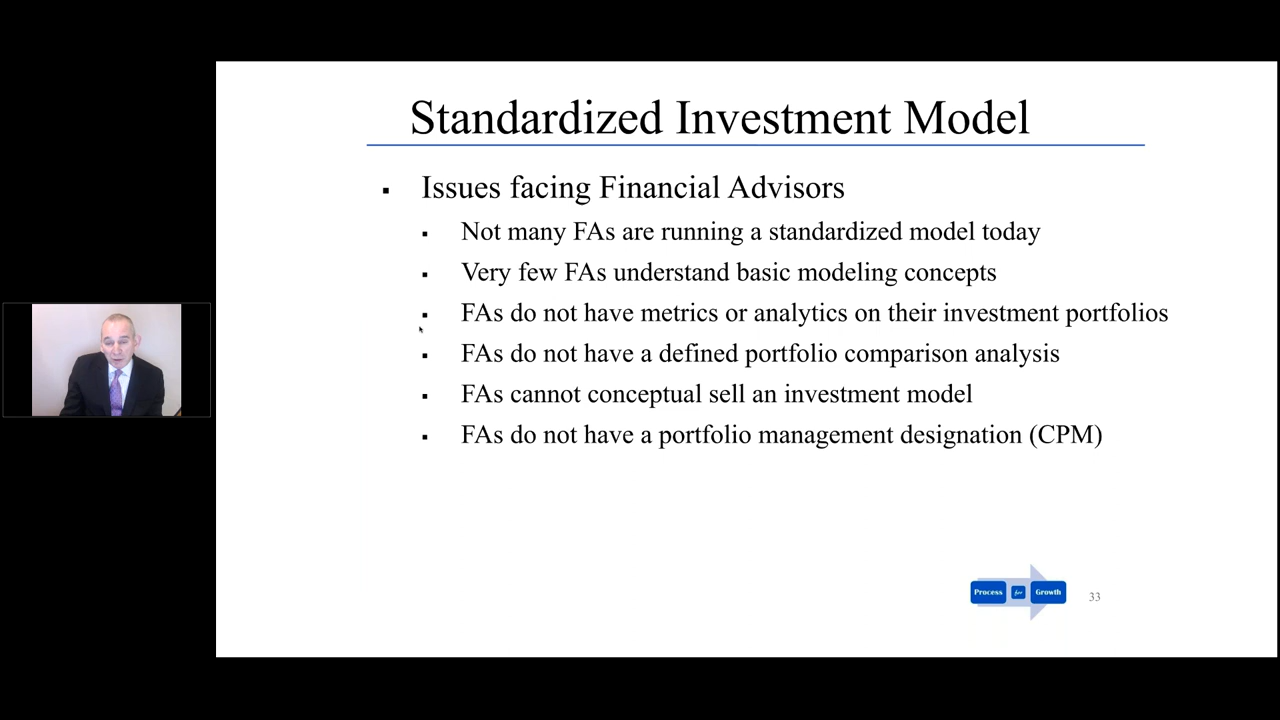 Standardized Investment Model
▪ Issues facing Financial Advisors
▪ Not many FAs are running a standardized model today
▪ Very few FAs understand basic modeling concepts
▪ FAs do not have metrics or analytics on their investment portfolios
▪ FAs do not have a defined portfolio comparison analysis
▪ FAs cannot conceptual sell an investment model
▪ FAs do not have a portfolio management designation (CPM)
Process for Growth
33